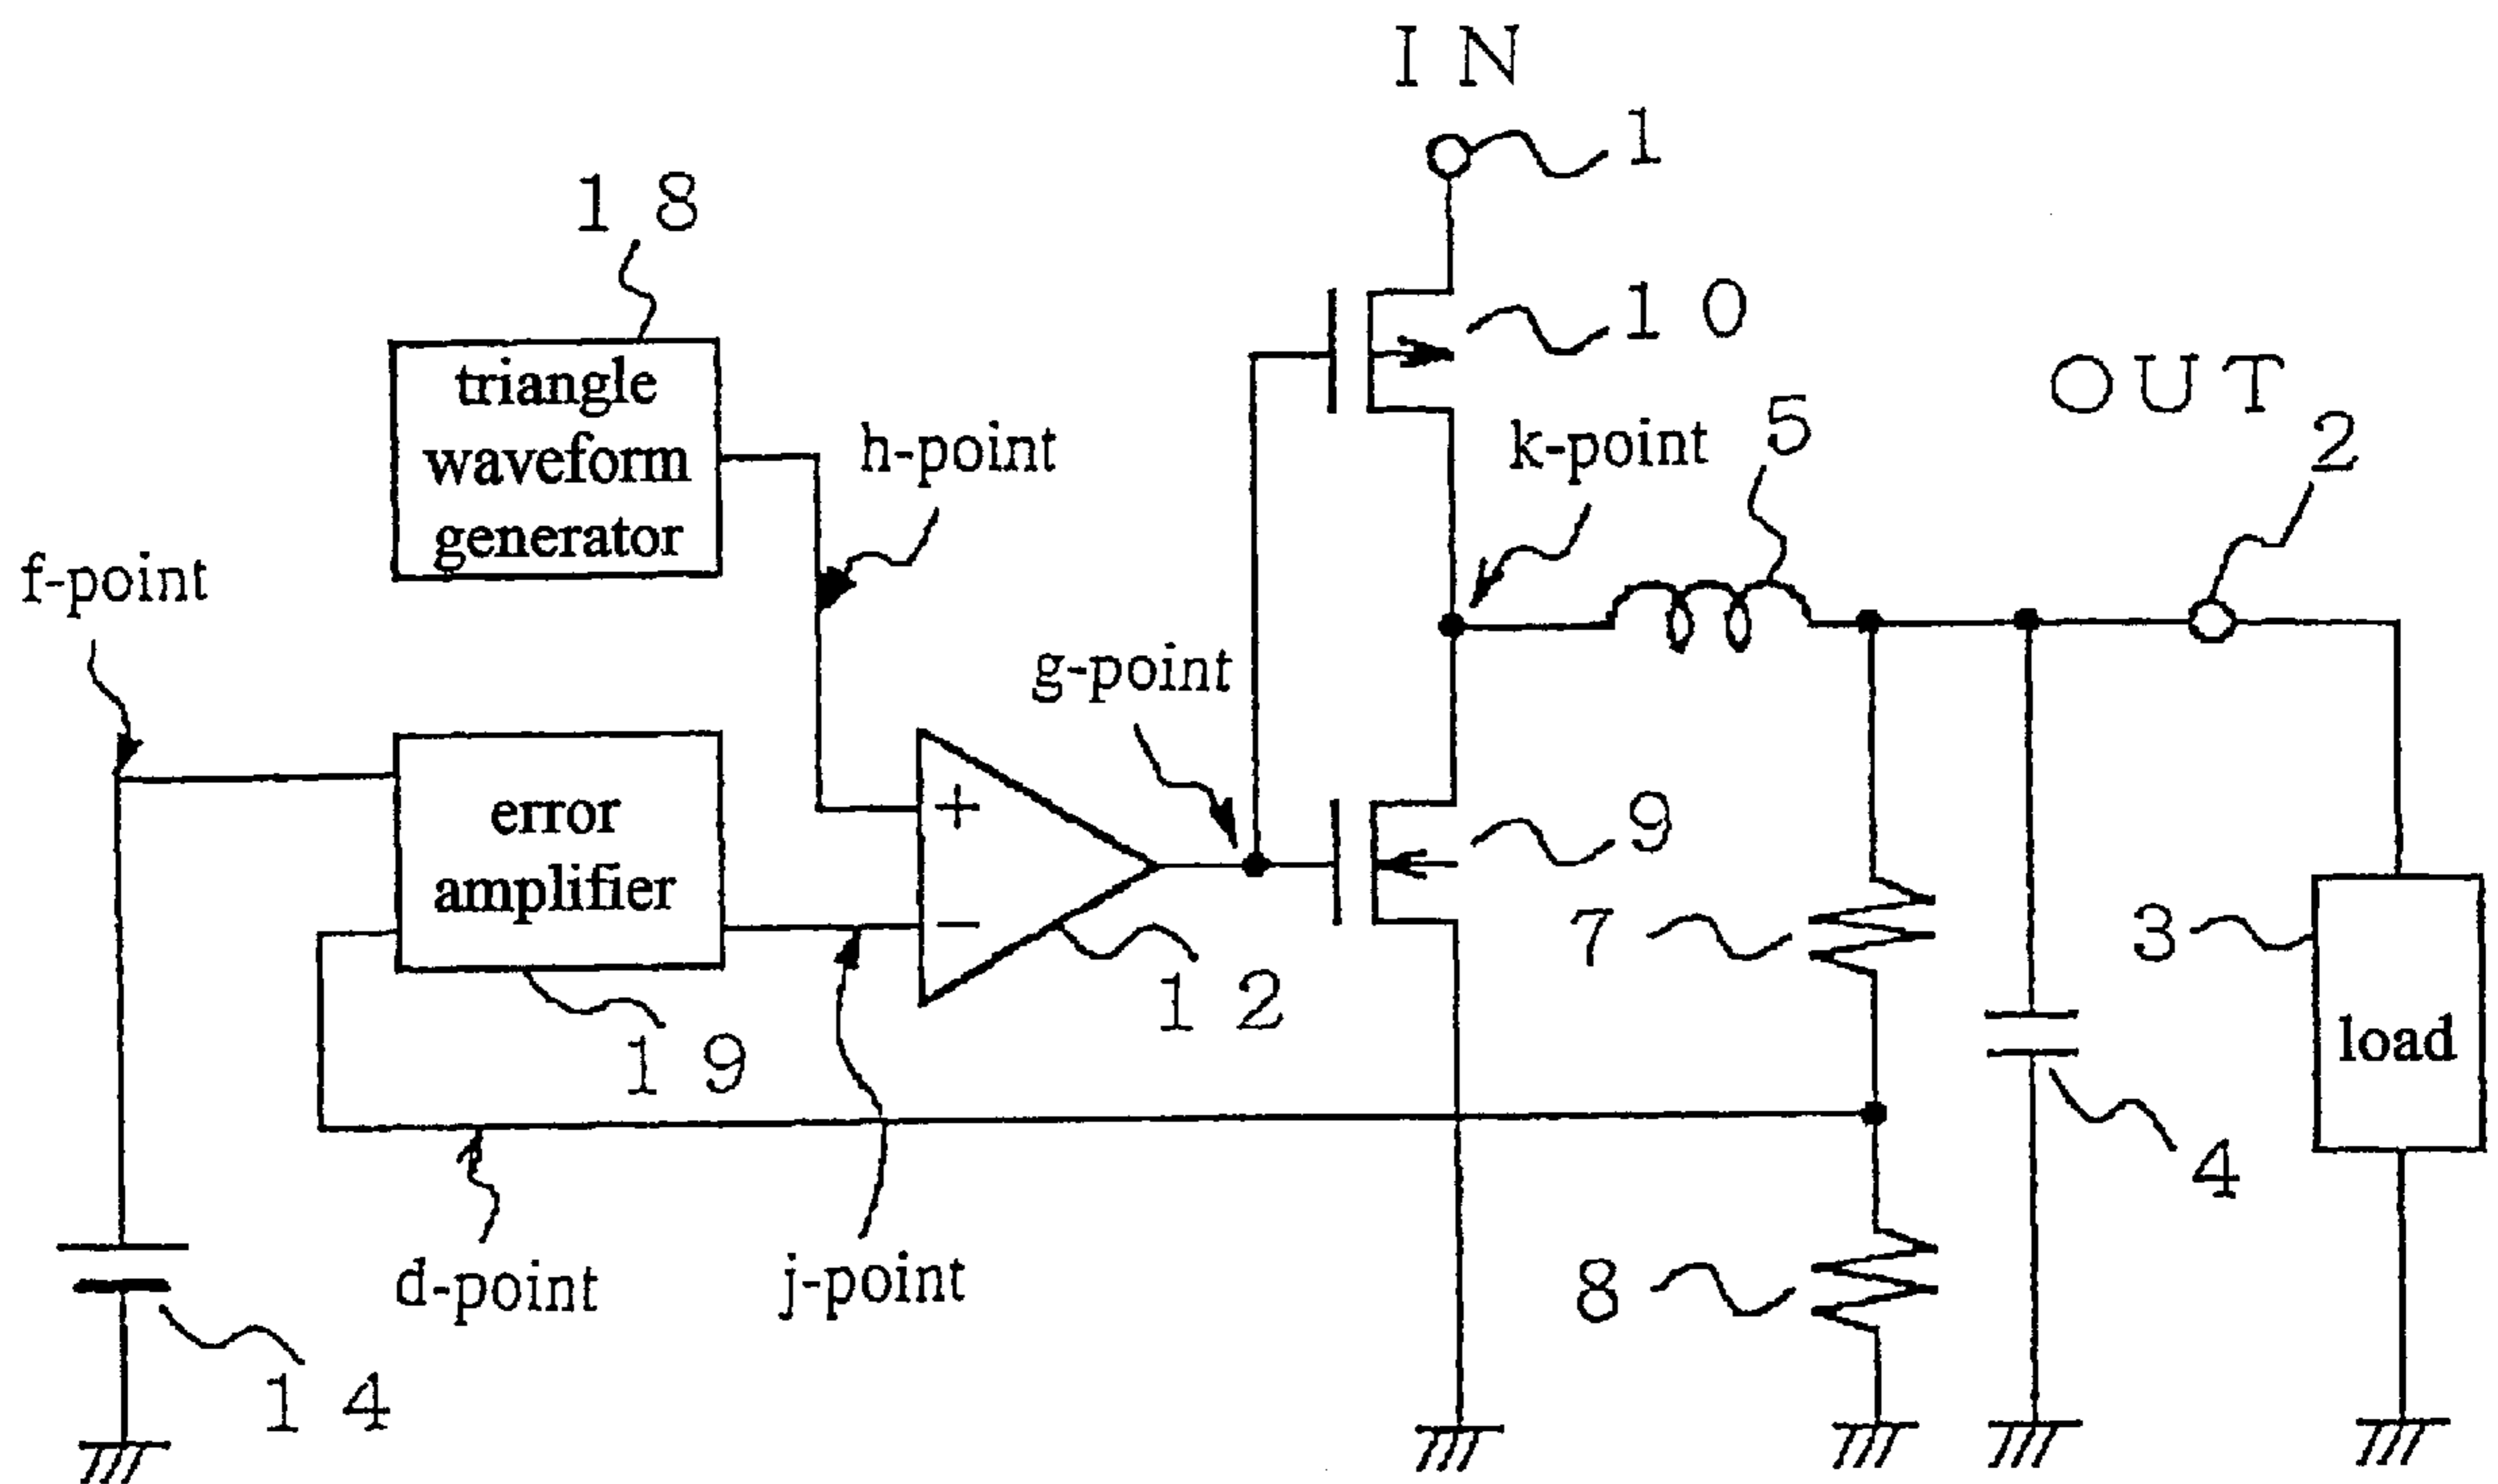 IN
1
18
10
triangle
waveform
generator
h-point
k-point
5
OUT
2
f-point
g-point
error
amplifier
+
−
9
7
3
12
19
load
4
d-point
j-point
8
14